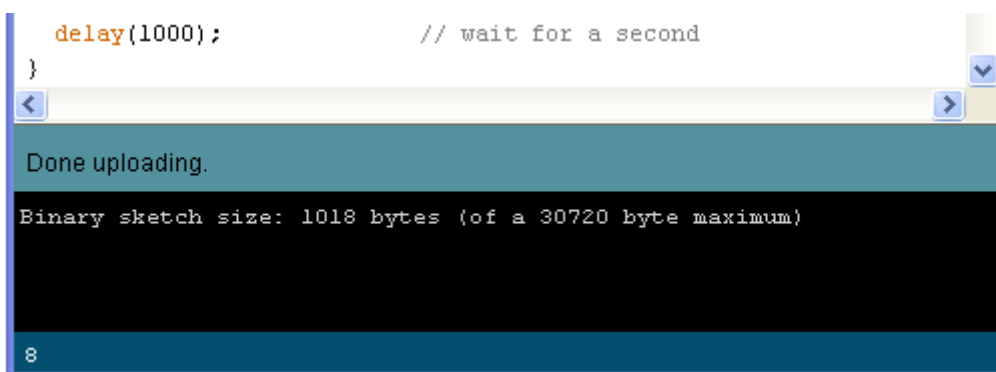 delay(1000);                // wait for a second
}
Done uploading.
Binary sketch size: 1018 bytes (of a 30720 byte maximum)
8